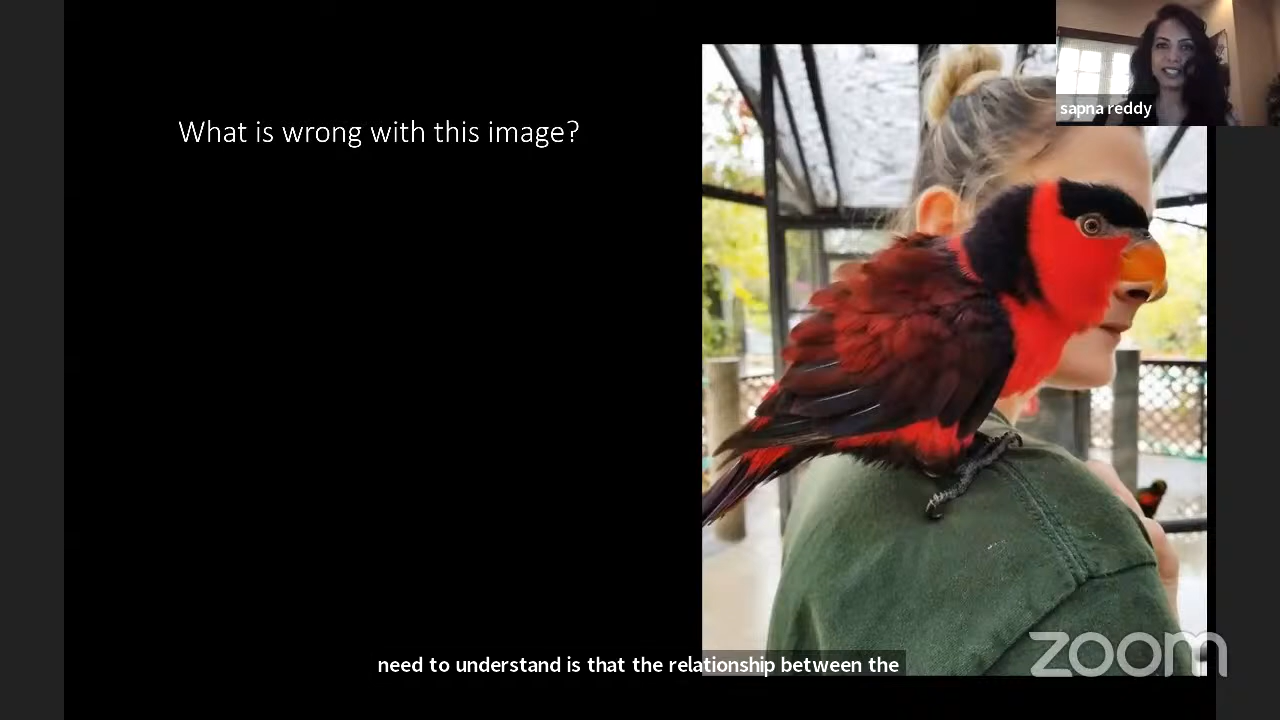 sapna reddy
What is wrong with this image?
need to understand is that the relationship between the
zoom